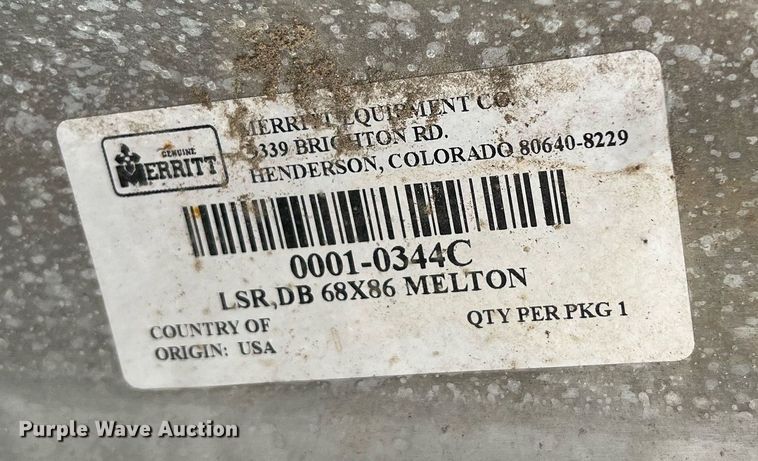 MERRITT EQUIPMENT CO.
339 BRIGHTON RD.
HENDERSON, COLORADO 80640-8229
GENUINE
MERRITT
0001-0344C
LSR,DB 68X86 MELTON
COUNTRY OF
ORIGIN: USA
QTY PER PKG 1
Purple Wave Auction